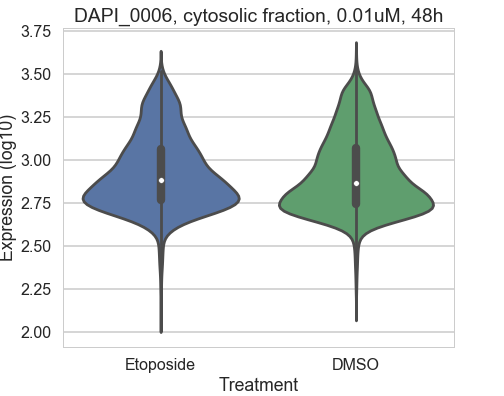 DAPI_0006, cytosolic fraction, 0.01uM, 48h
3.75
3.50
3.25
3.00
2.75
2.50
2.25
2.00
Expression (log10)
Etoposide
DMSO
Treatment